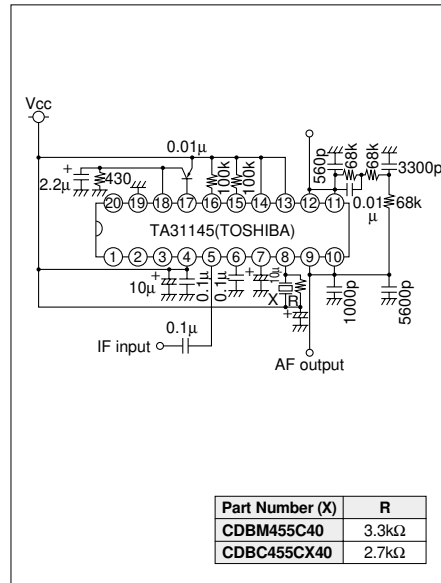 Vcc
0.01μ
2.2μ
430
100k
100k
560p
68k
68k
3300p
0.01
μ
68k
20 19 18 17 16 15 14 13 12 11
TA31145(TOSHIBA)
1 2 3 4 5 6 7 8 9 10
10μ
0.1μ
0.1μ
10μ
X
R
1000p
5600p
0.1μ
IF input
AF output
Part Number (X) R
CDBM455C40 3.3kΩ
CDBC455CX40 2.7kΩ